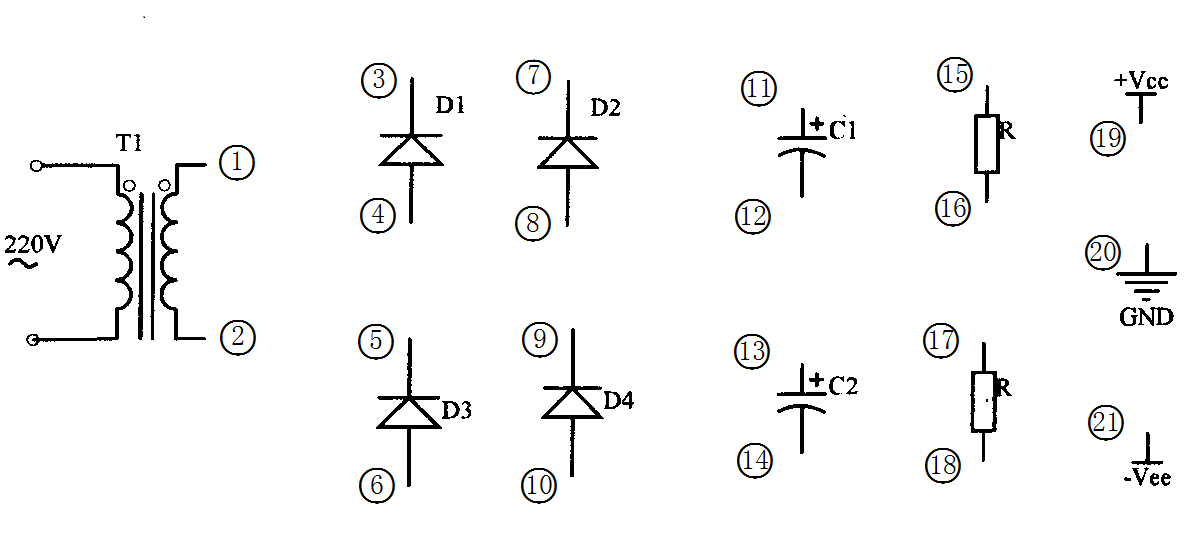 T1
220V
~
①
②
③
D1
④
⑤
D3
⑥
⑦
D2
⑧
⑨
D4
⑩
⑪
+
C1
⑫
⑬
+
C2
⑭
⑮
R
⑯
⑰
R
⑱
+Vcc
⑲
⑳
GND
㉑
-Vee